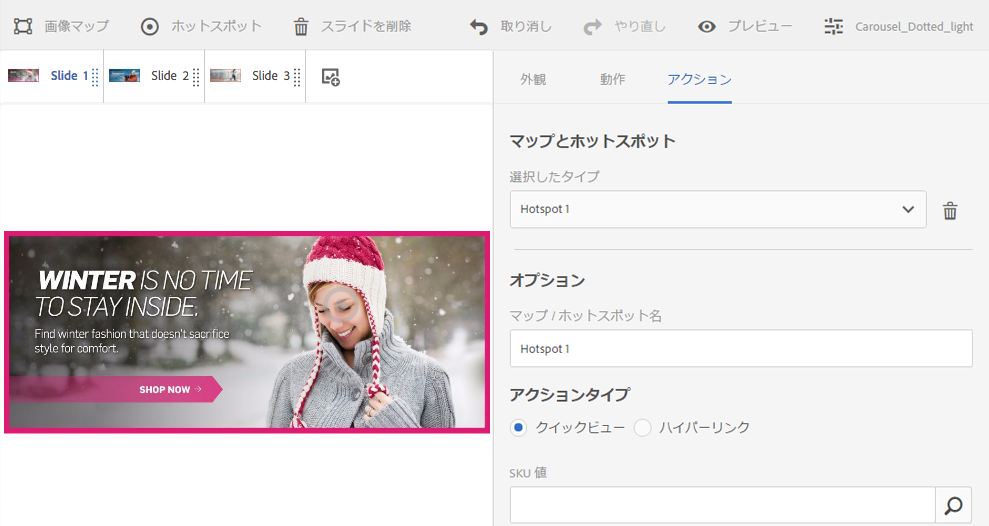 画像マップ ホットスポット スライドを削除 取り消し やり直し プレビュー Carousel_Dotted_light
Slide 1 Slide 2 Slide 3
外観 動作 アクション
マップとホットスポット
選択したタイプ
Hotspot 1
WINTER IS NO TIME
TO STAY INSIDE.
Find winter fashion that doesn't sacrifice
style for comfort.
SHOP NOW →
オプション
マップ / ホットスポット名
Hotspot 1
アクションタイプ
クイックビュー ハイパーリンク
SKU 値